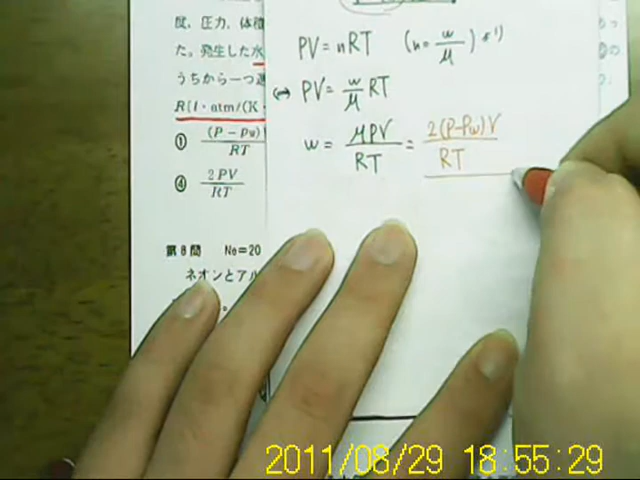 度、圧力、体積
た。発生した水
うちから一つ選
R(l・atm/(K・
① (P − Pw) / RT
④ 2PV / RT
第8問 Ne=20
ネオンとアル
PV = nRT (n = w/M) より
⇔ PV = w/M RT
w = MPV/RT = 2(P-Pw)V/RT
2011/08/29 18:55:29